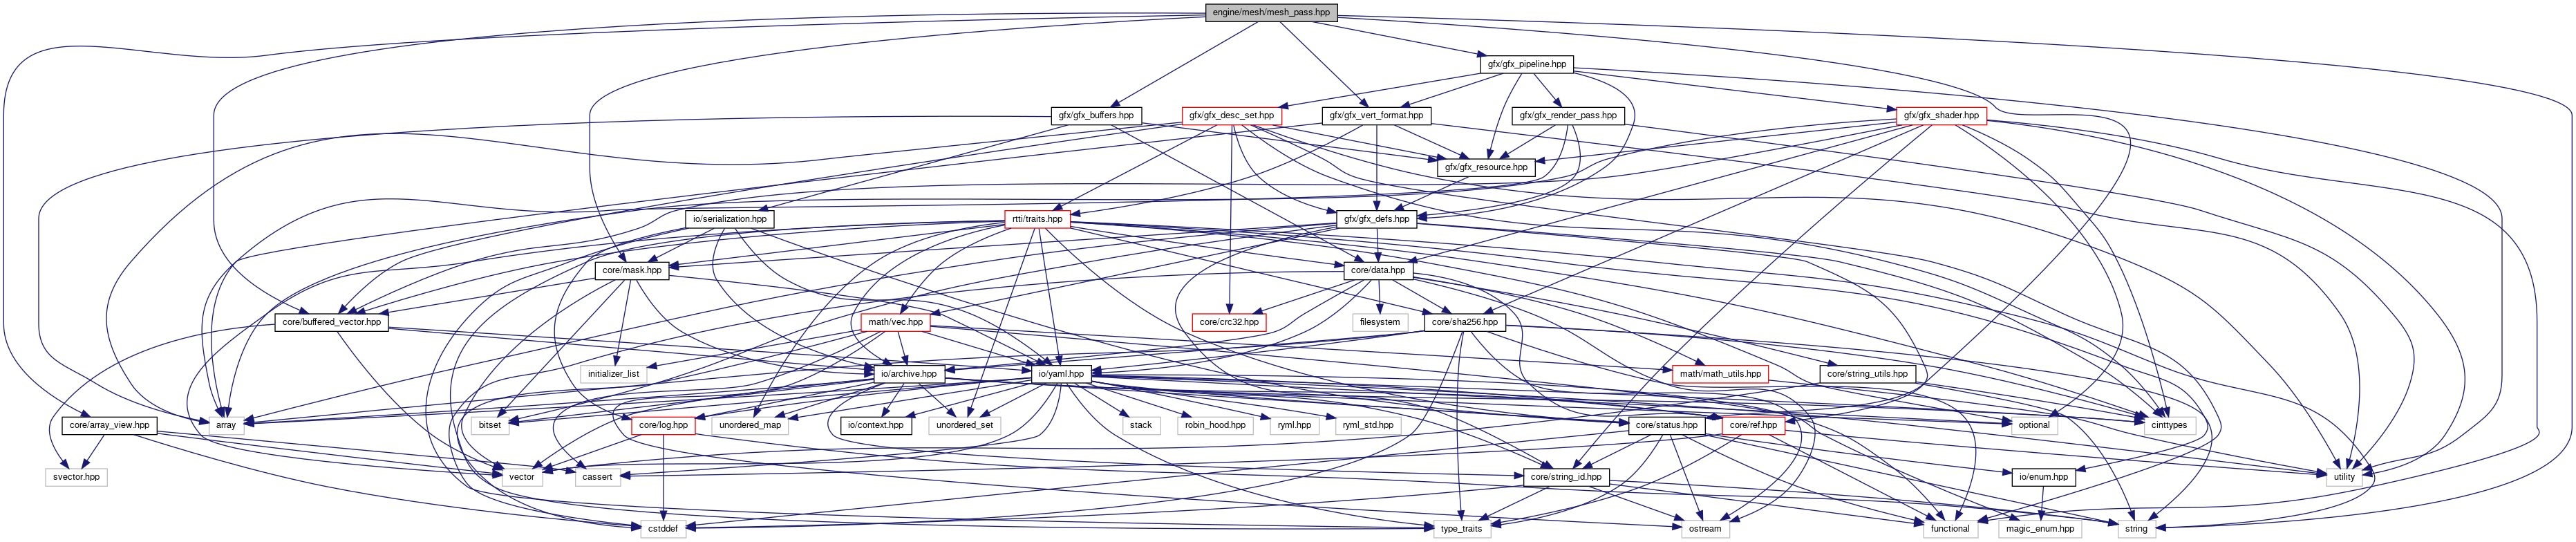 engine/mesh/mesh_pass.hpp
gfx/gfx_pipeline.hpp
gfx/gfx_buffers.hpp
gfx/gfx_desc_set.hpp
gfx/gfx_vert_format.hpp
gfx/gfx_render_pass.hpp
gfx/gfx_shader.hpp
gfx/gfx_resource.hpp
io/serialization.hpp
rtti/traits.hpp
gfx/gfx_defs.hpp
core/mask.hpp
core/data.hpp
core/buffered_vector.hpp
math/vec.hpp
core/crc32.hpp
filesystem
core/sha256.hpp
initializer_list
io/archive.hpp
io/yaml.hpp
math/math_utils.hpp
core/string_utils.hpp
core/array_view.hpp
array
bitset
core/log.hpp
unordered_map
io/context.hpp
unordered_set
stack
robin_hood.hpp
ryml.hpp
ryml_std.hpp
core/status.hpp
core/ref.hpp
optional
cinttypes
svector.hpp
vector
cassert
core/string_id.hpp
io/enum.hpp
utility
cstddef
type_traits
ostream
functional
magic_enum.hpp
string